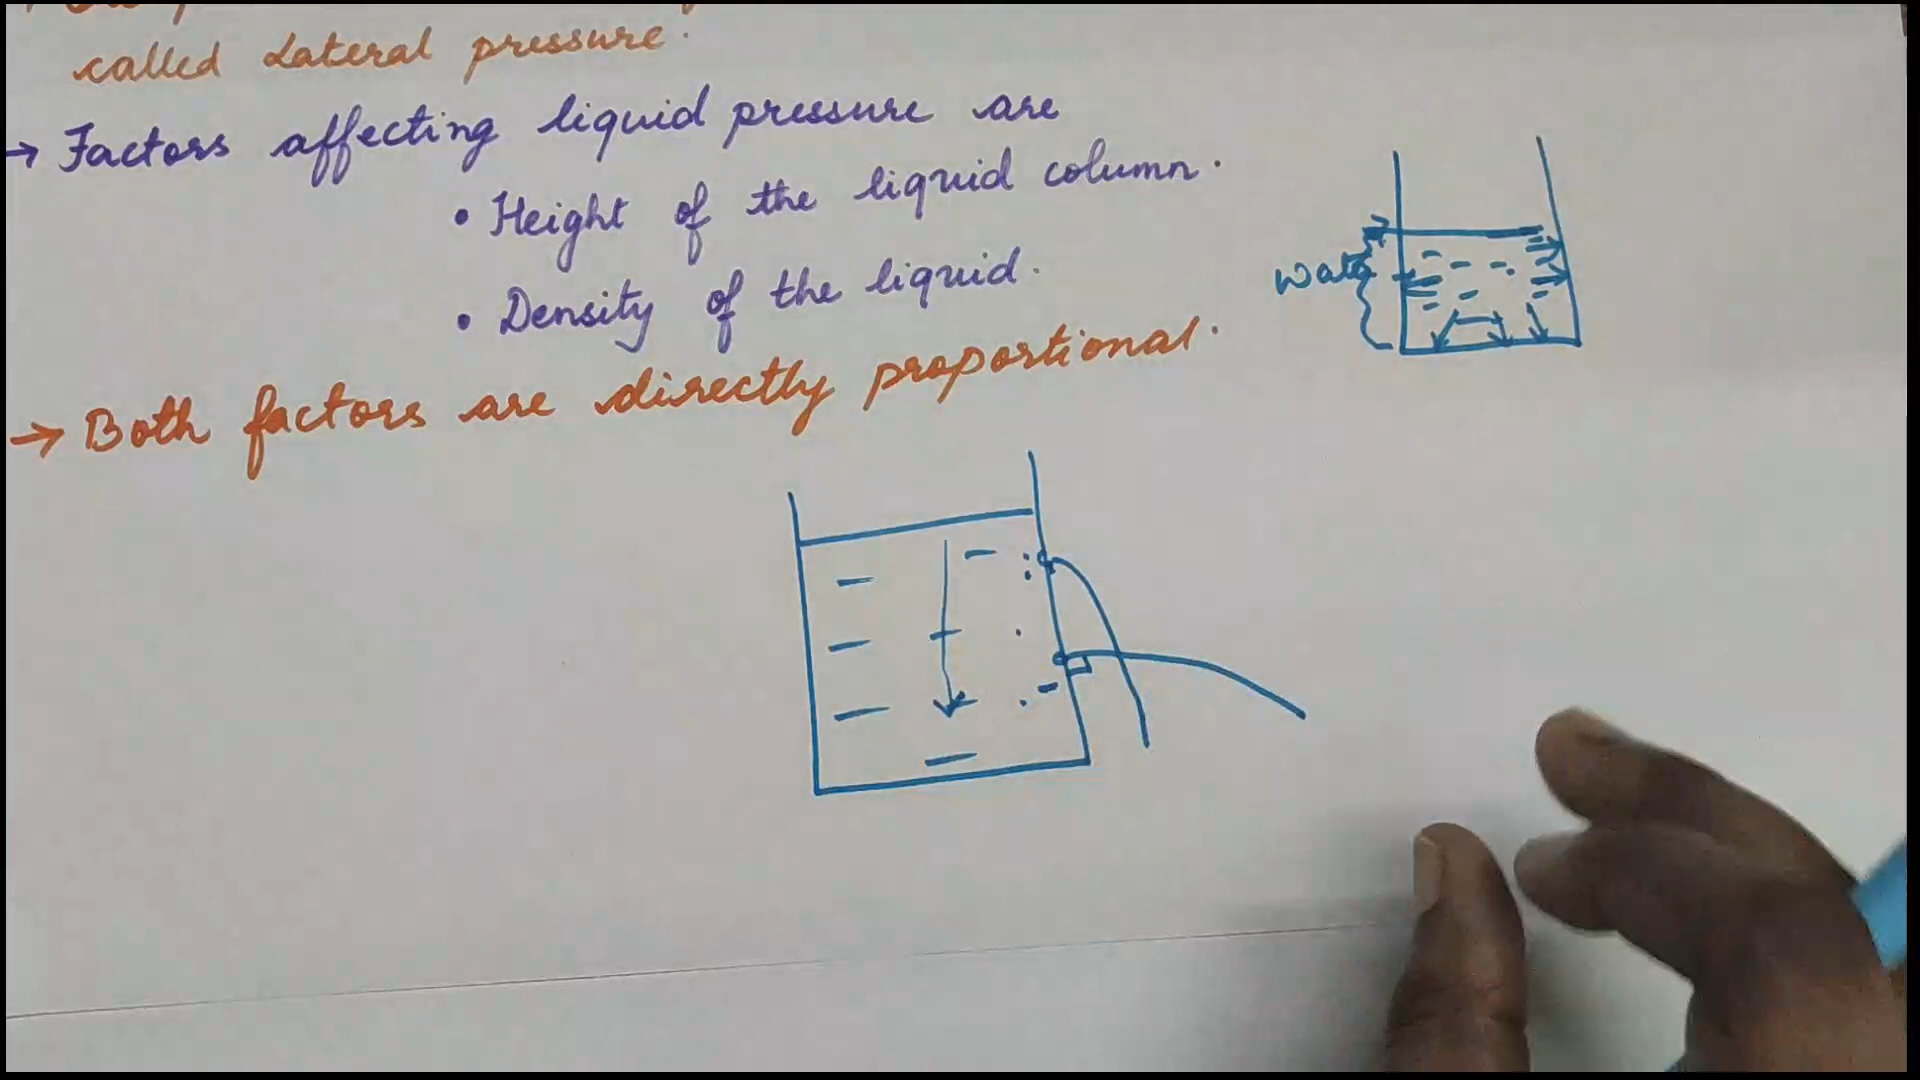 called Lateral pressure.
→ Factors affecting liquid pressure are
• Height of the liquid column.
• Density of the liquid.
→ Both factors are directly proportional.
Water